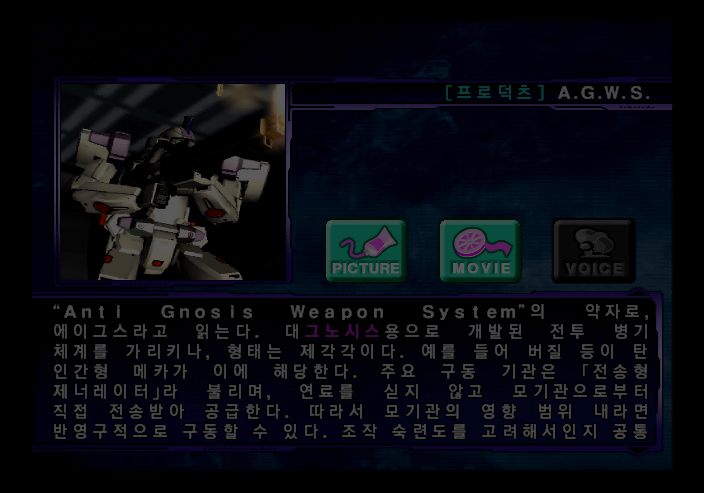 [프로덕츠] A.G.W.S.
PICTURE
MOVIE
VOICE
“Anti Gnosis Weapon System”의 약자로,
에이그스라고 읽는다. 대그노시스용으로 개발된 전투 병기
체계를 가리키나, 형태는 제각각이다. 예를 들어 버질 등이 탄
인간형 메카가 이에 해당한다. 주요 구동 기관은 「전송형
제너레이터」라 불리며, 연료를 싣지 않고 모기관으로부터
직접 전송받아 공급한다. 따라서 모기관의 영향 범위 내라면
반영구적으로 구동할 수 있다. 조작 숙련도를 고려해서인지 공통